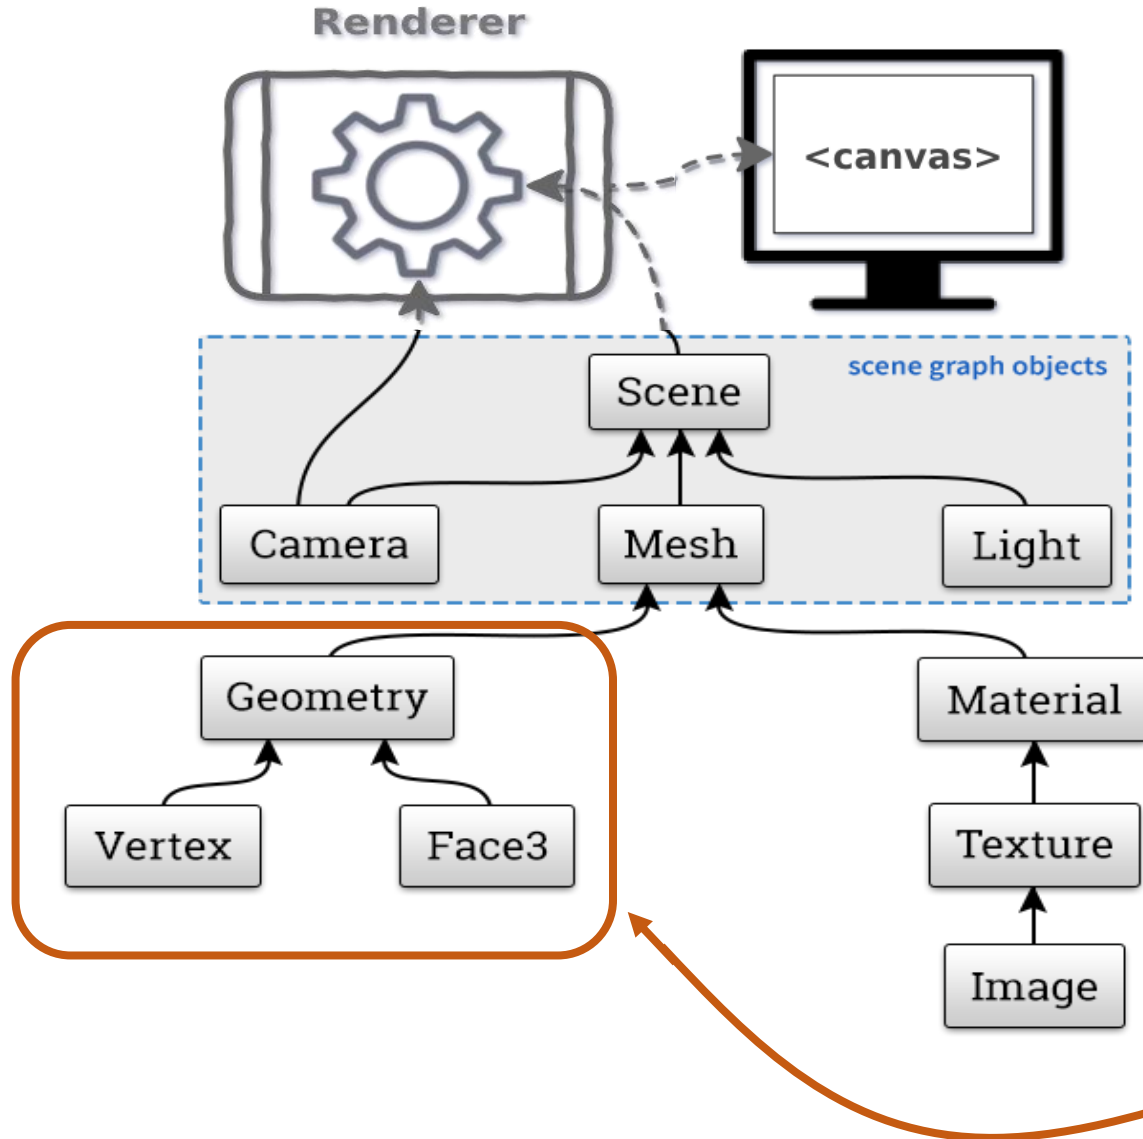 Renderer
<canvas>
scene graph objects
Scene
Camera
Mesh
Light
Geometry
Material
Vertex
Face3
Texture
Image